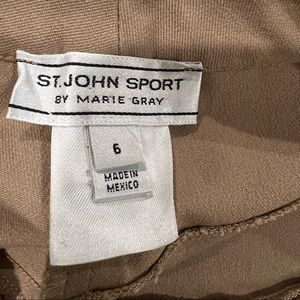 ST. JOHN SPORT
BY MARIE GRAY
6
MADE IN
MEXICO